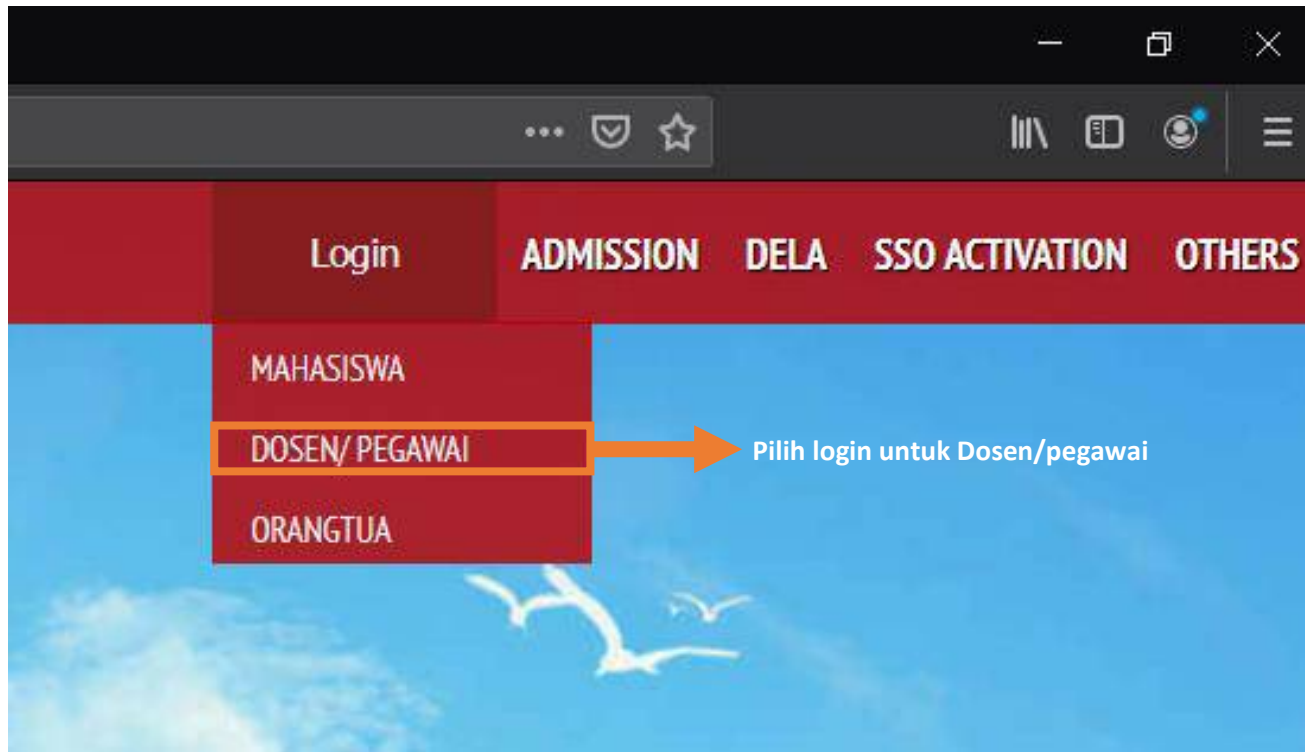 Login ADMISSION DELA SSO ACTIVATION OTHERS
MAHASISWA
DOSEN/ PEGAWAI
Pilih login untuk Dosen/pegawai
ORANGTUA